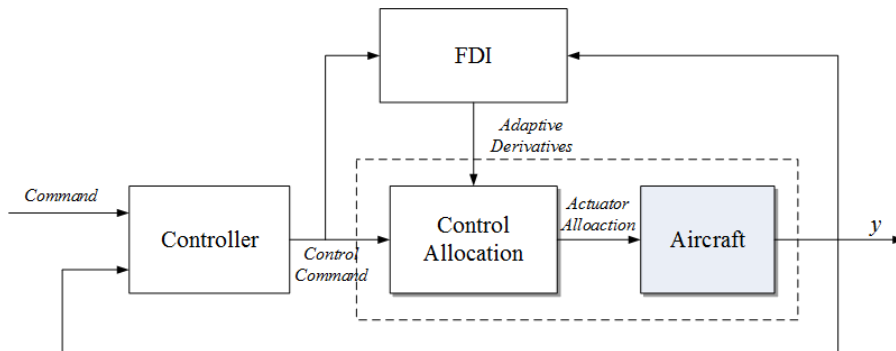 FDI
Adaptive
Derivatives
Command
Controller
Control
Command
Control
Allocation
Actuator
Alloaction
Aircraft
y